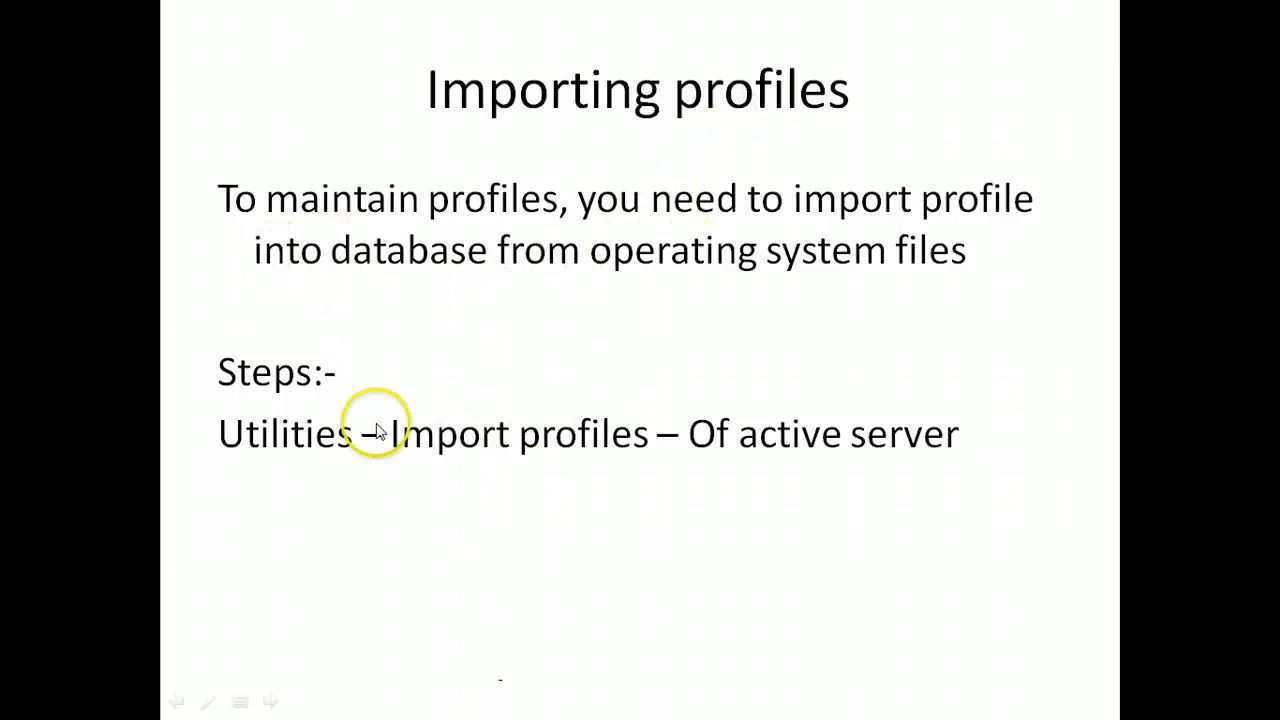 Importing profiles
To maintain profiles, you need to import profile
into database from operating system files
Steps:-
Utilities – Import profiles – Of active server
-